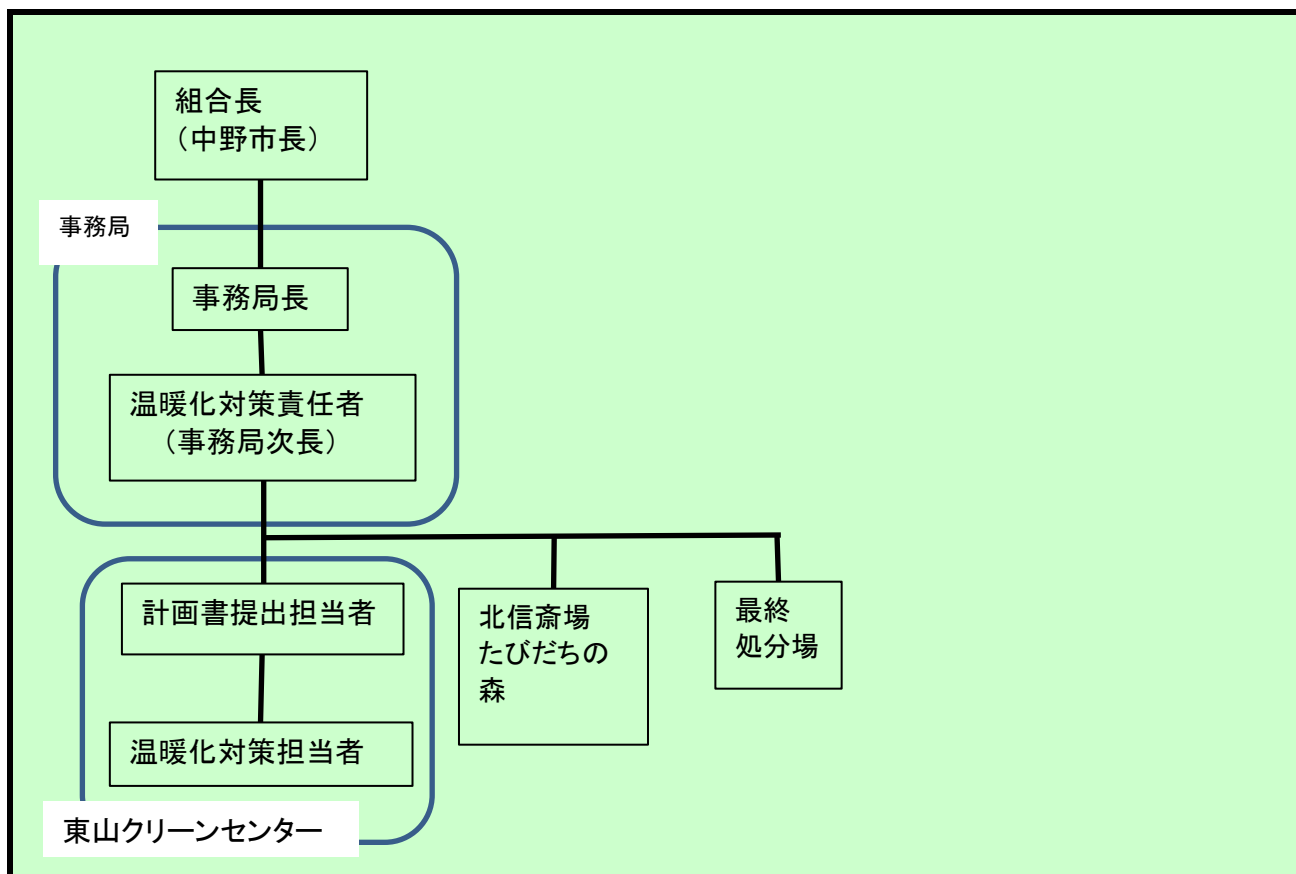 組合長
（中野市長）
事務局
事務局長
温暖化対策責任者
（事務局次長）
計画書提出担当者
北信斎場
たびだちの
森
最終
処分場
温暖化対策担当者
東山クリーンセンター